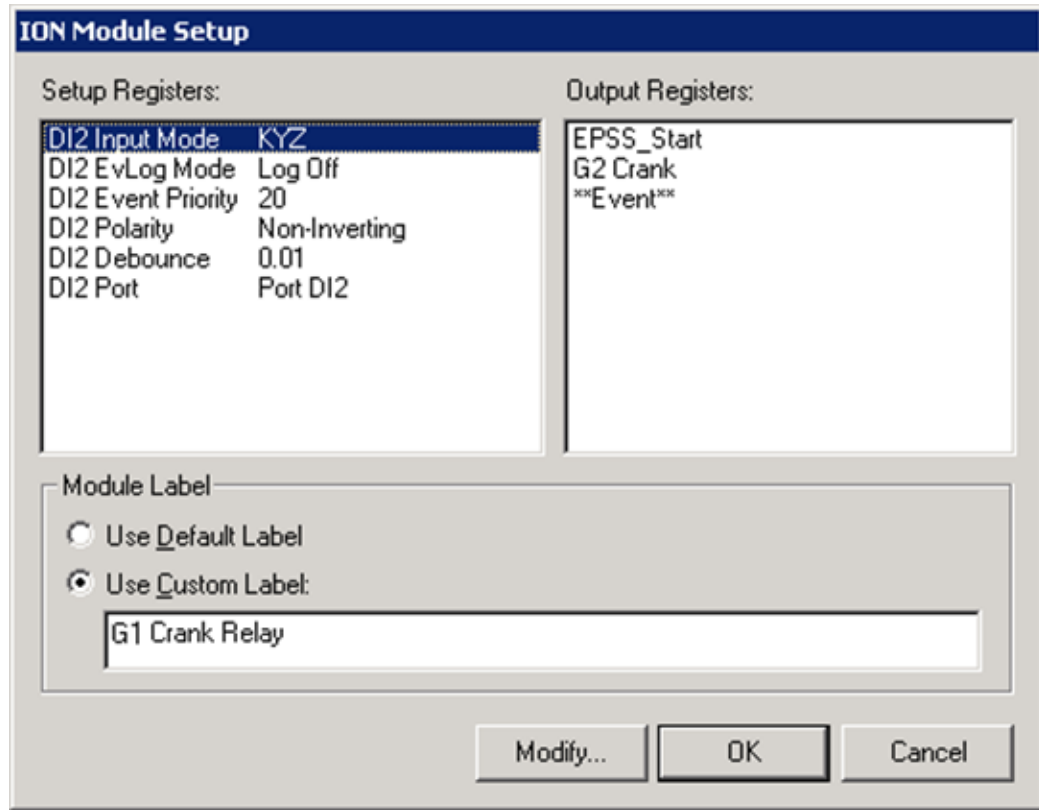 ION Module Setup
Setup Registers:
DI2 Input Mode KYZ
DI2 EvLog Mode Log Off
DI2 Event Priority 20
DI2 Polarity Non-Inverting
DI2 Debounce 0.01
DI2 Port Port DI2
Output Registers:
EPSS_Start
G2 Crank
**Event**
Module Label
Use Default Label
Use Custom Label:
G1 Crank Relay
Modify...
OK
Cancel